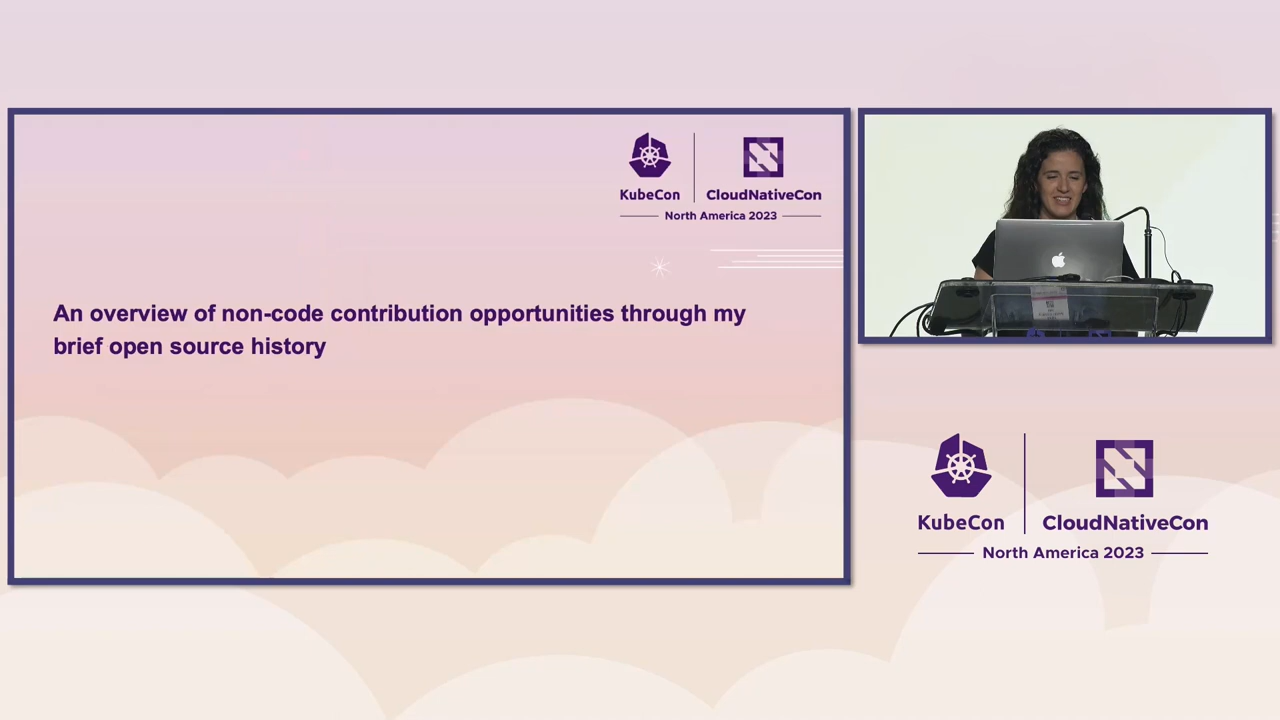 KubeCon
CloudNativeCon
North America 2023
An overview of non-code contribution opportunities through my
brief open source history
KubeCon
CloudNativeCon
North America 2023